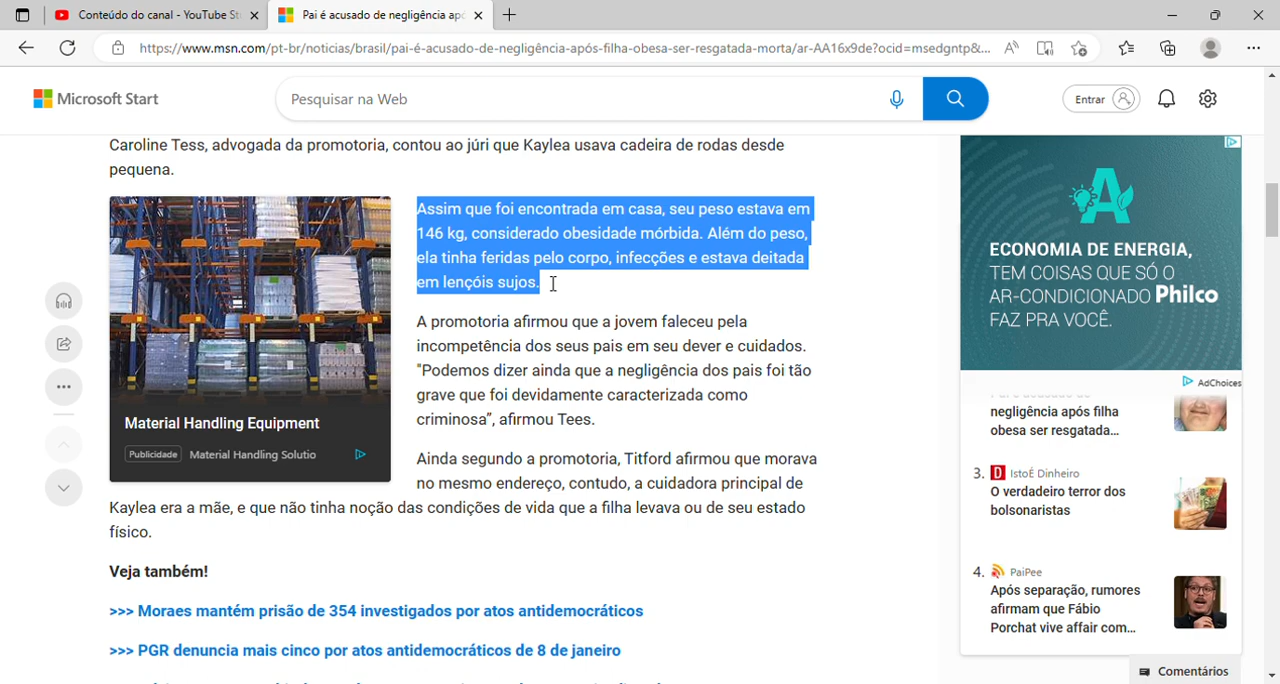 Conteúdo do canal - YouTube St
Pai é acusado de negligência apó
https://www.msn.com/pt-br/noticias/brasil/pai-é-acusado-de-negligência-após-filha-obesa-ser-resgatada-morta/ar-AA16x9de?ocid=msedgntp&...
Microsoft Start
Pesquisar na Web
Entrar
Caroline Tess, advogada da promotoria, contou ao júri que Kaylea usava cadeira de rodas desde
pequena.
Assim que foi encontrada em casa, seu peso estava em
146 kg, considerado obesidade mórbida. Além do peso,
ela tinha feridas pelo corpo, infecções e estava deitada
em lençóis sujos.
A promotoria afirmou que a jovem faleceu pela
incompetência dos seus pais em seu dever e cuidados.
"Podemos dizer ainda que a negligência dos pais foi tão
grave que foi devidamente caracterizada como
criminosa”, afirmou Tees.
Material Handling Equipment
Publicidade Material Handling Solutio
Ainda segundo a promotoria, Titford afirmou que morava
no mesmo endereço, contudo, a cuidadora principal de
Kaylea era a mãe, e que não tinha noção das condições de vida que a filha levava ou de seu estado
físico.
Veja também!
>>> Moraes mantém prisão de 354 investigados por atos antidemocráticos
>>> PGR denuncia mais cinco por atos antidemocráticos de 8 de janeiro
A
ECONOMIA DE ENERGIA,
TEM COISAS QUE SÓ O
AR-CONDICIONADO Philco
FAZ PRA VOCÊ.
AdChoices
negligência após filha
obesa ser resgatada...
3. D IstoÉ Dinheiro
O verdadeiro terror dos
bolsonaristas
4. PaiPee
Após separação, rumores
afirmam que Fábio
Porchat vive affair com...
Comentários